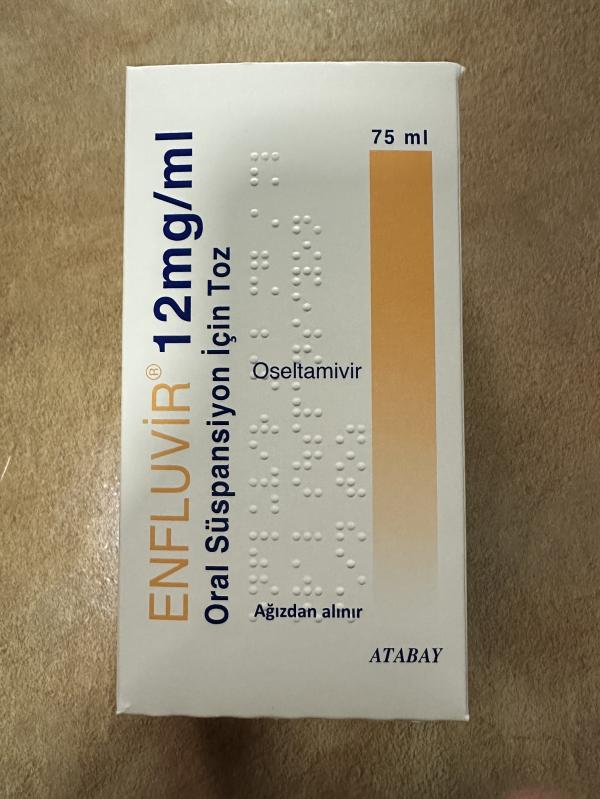 ENFLUVİR® 12mg/ml
Oral Süspansiyon İçin Toz
75 ml
Oseltamivir
Ağızdan alınır
ATABAY